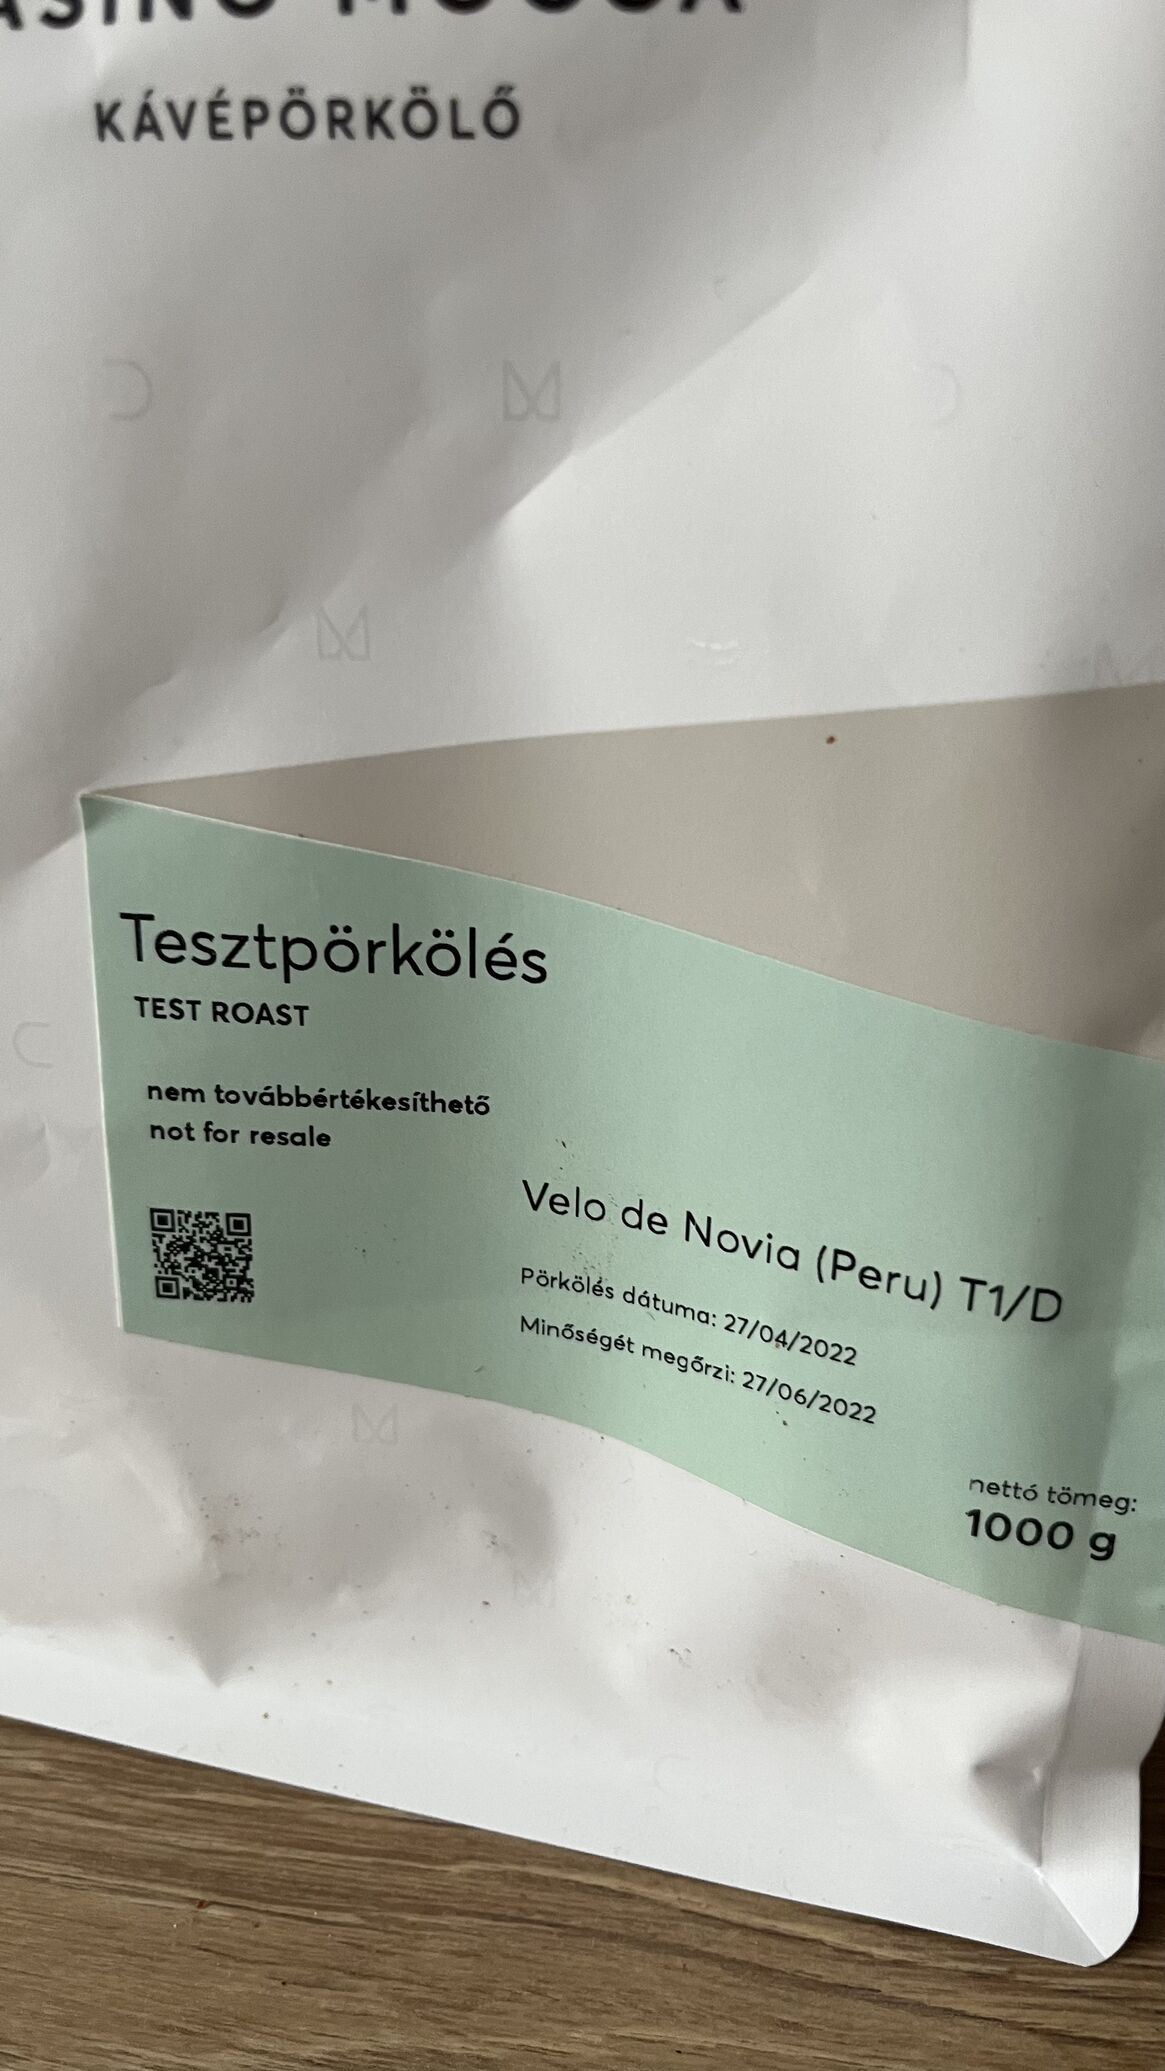 KÁVÉPÖRKÖLŐ
Tesztpörkölés
TEST ROAST
nem továbbértékesíthető
not for resale
Velo de Novia (Peru) T1/D
Pörkölés dátuma: 27/04/2022
Minőségét megőrzi: 27/06/2022
nettó tömeg:
1000 g